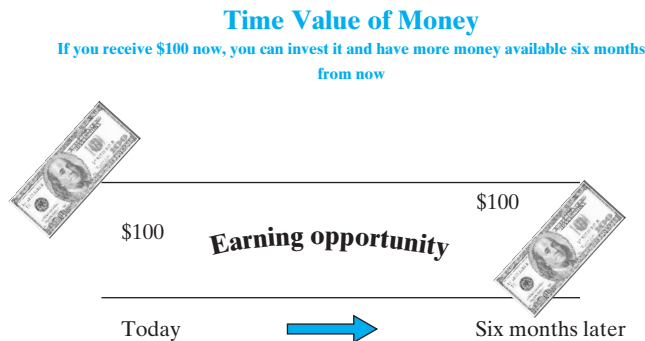 Time Value of Money
If you receive $100 now, you can invest it and have more money available six months
from now
$100
$100
Earning opportunity
Today
Six months later